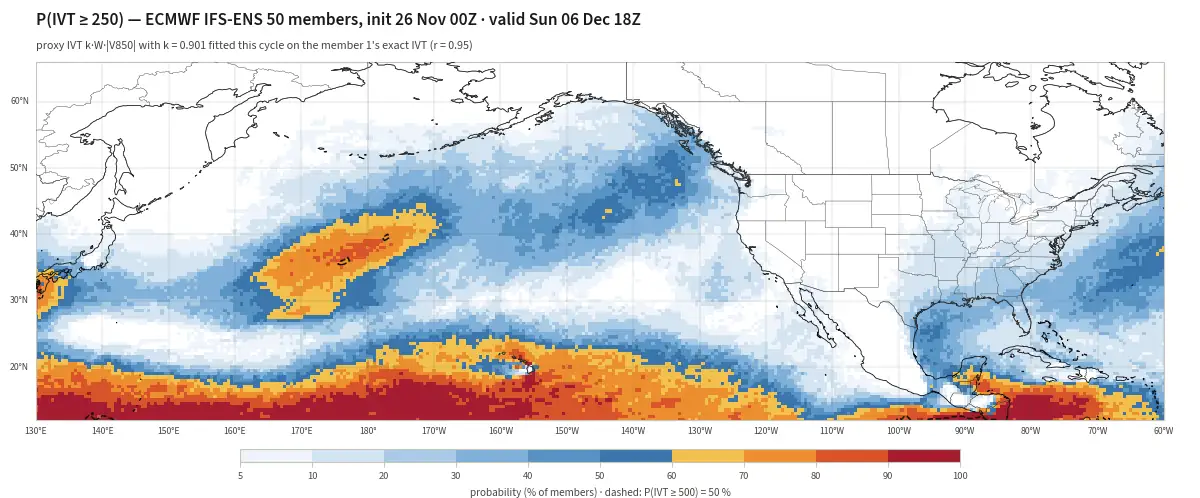 P(IVT ≥ 250) — ECMWF IFS-ENS 50 members, init 26 Nov 00Z · valid Sun 06 Dec 18Z
proxy IVT k·W·|V850| with k = 0.901 fitted this cycle on the member 1's exact IVT (r = 0.95)
60°N
50°N
40°N
30°N
20°N
130°E 140°E 150°E 160°E 170°E 180° 170°W 160°W 150°W 140°W 130°W 120°W 110°W 100°W 90°W 80°W 70°W 60°W
5 10 20 30 40 50 60 70 80 90 100
probability (% of members) · dashed: P(IVT ≥ 500) = 50 %